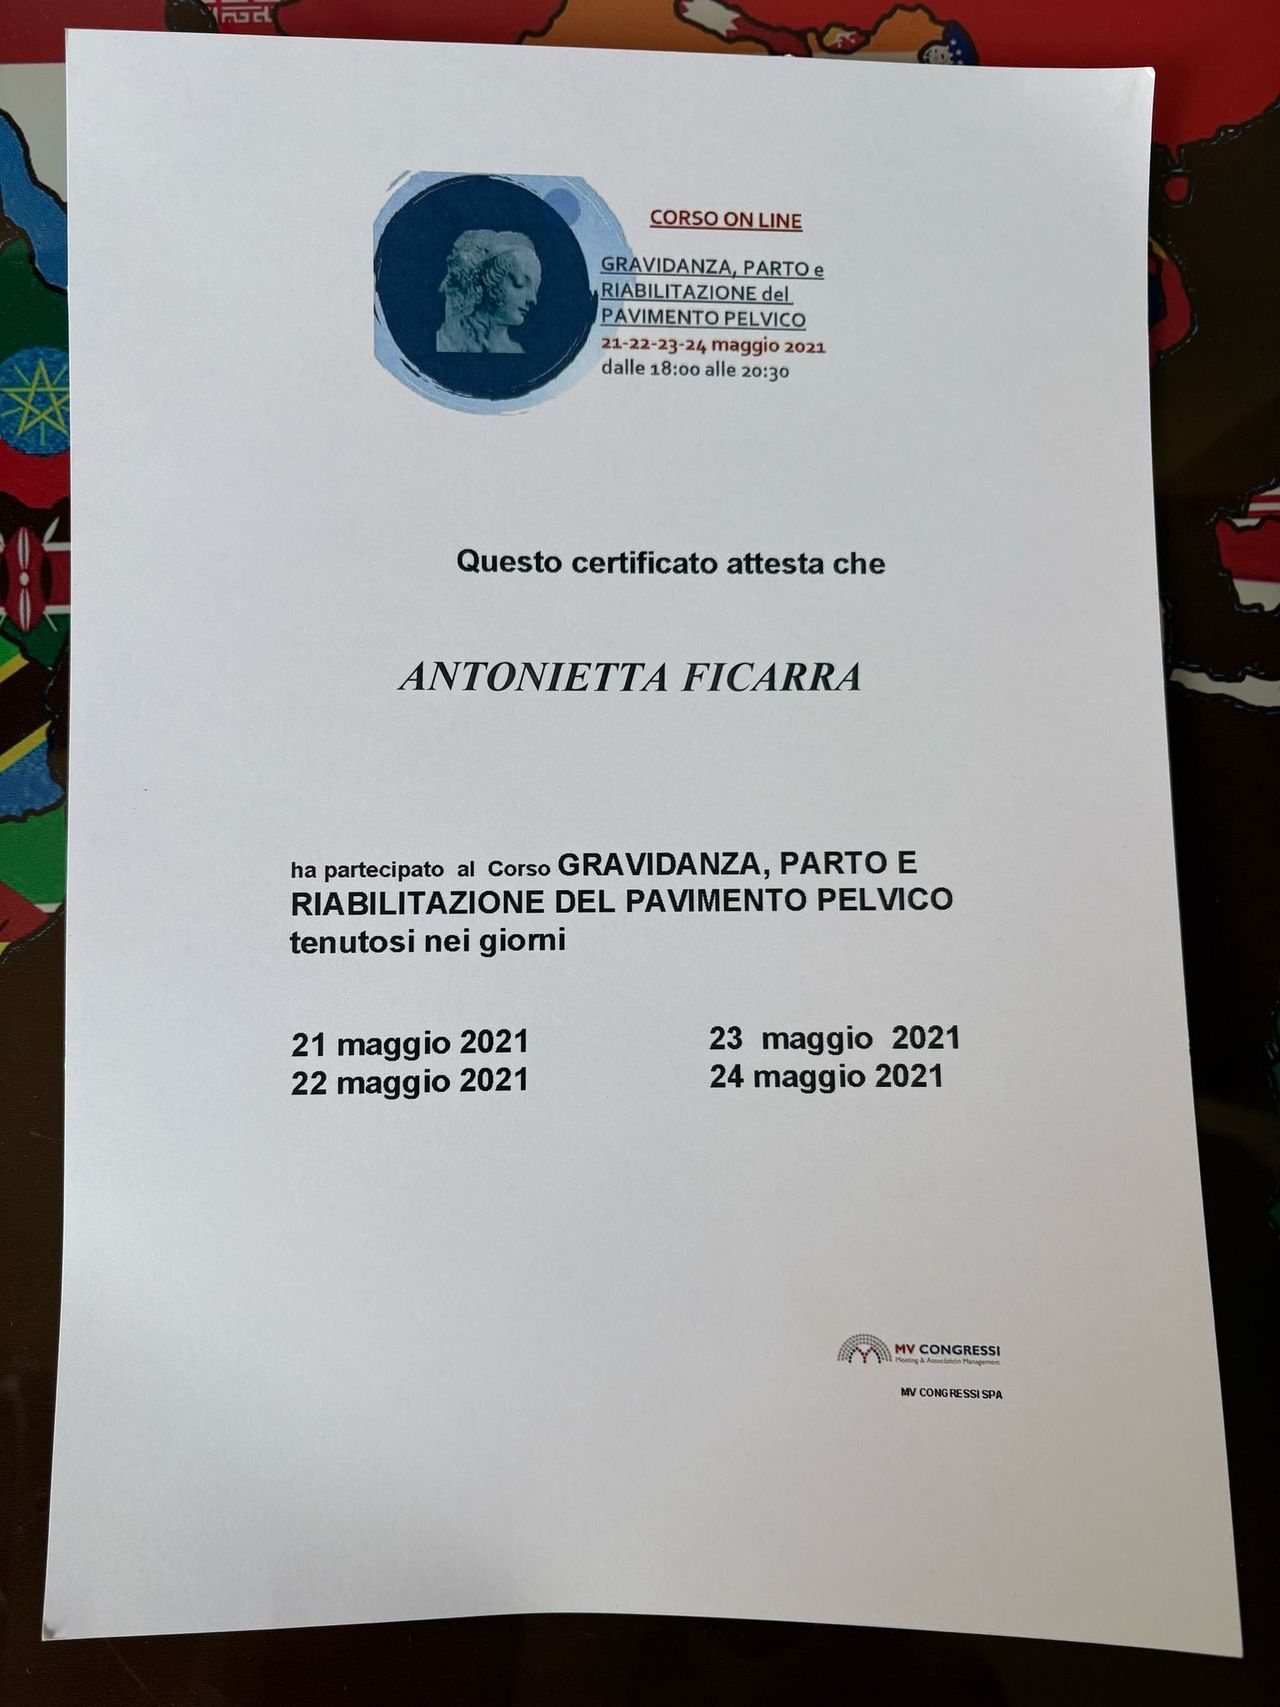 CORSO ON LINE
GRAVIDANZA, PARTO e
RIABILITAZIONE del
PAVIMENTO PELVICO
21-22-23-24 maggio 2021
dalle 18:00 alle 20:30
Questo certificato attesta che
ANTONIETTA FICARRA
ha partecipato al Corso GRAVIDANZA, PARTO E
RIABILITAZIONE DEL PAVIMENTO PELVICO
tenutosi nei giorni
21 maggio 2021 23 maggio 2021
22 maggio 2021 24 maggio 2021
MV CONGRESSI
Meeting & Association Management
MV CONGRESSI SPA